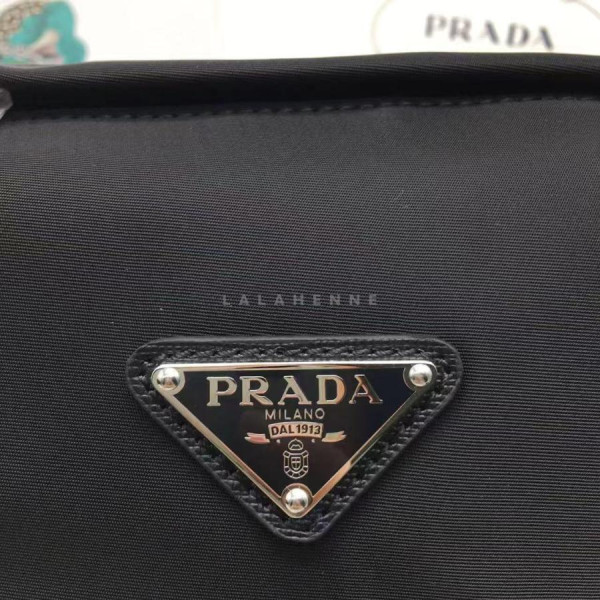 PRADA
LALAHENNE
PRADA
MILANO
DAL 1913